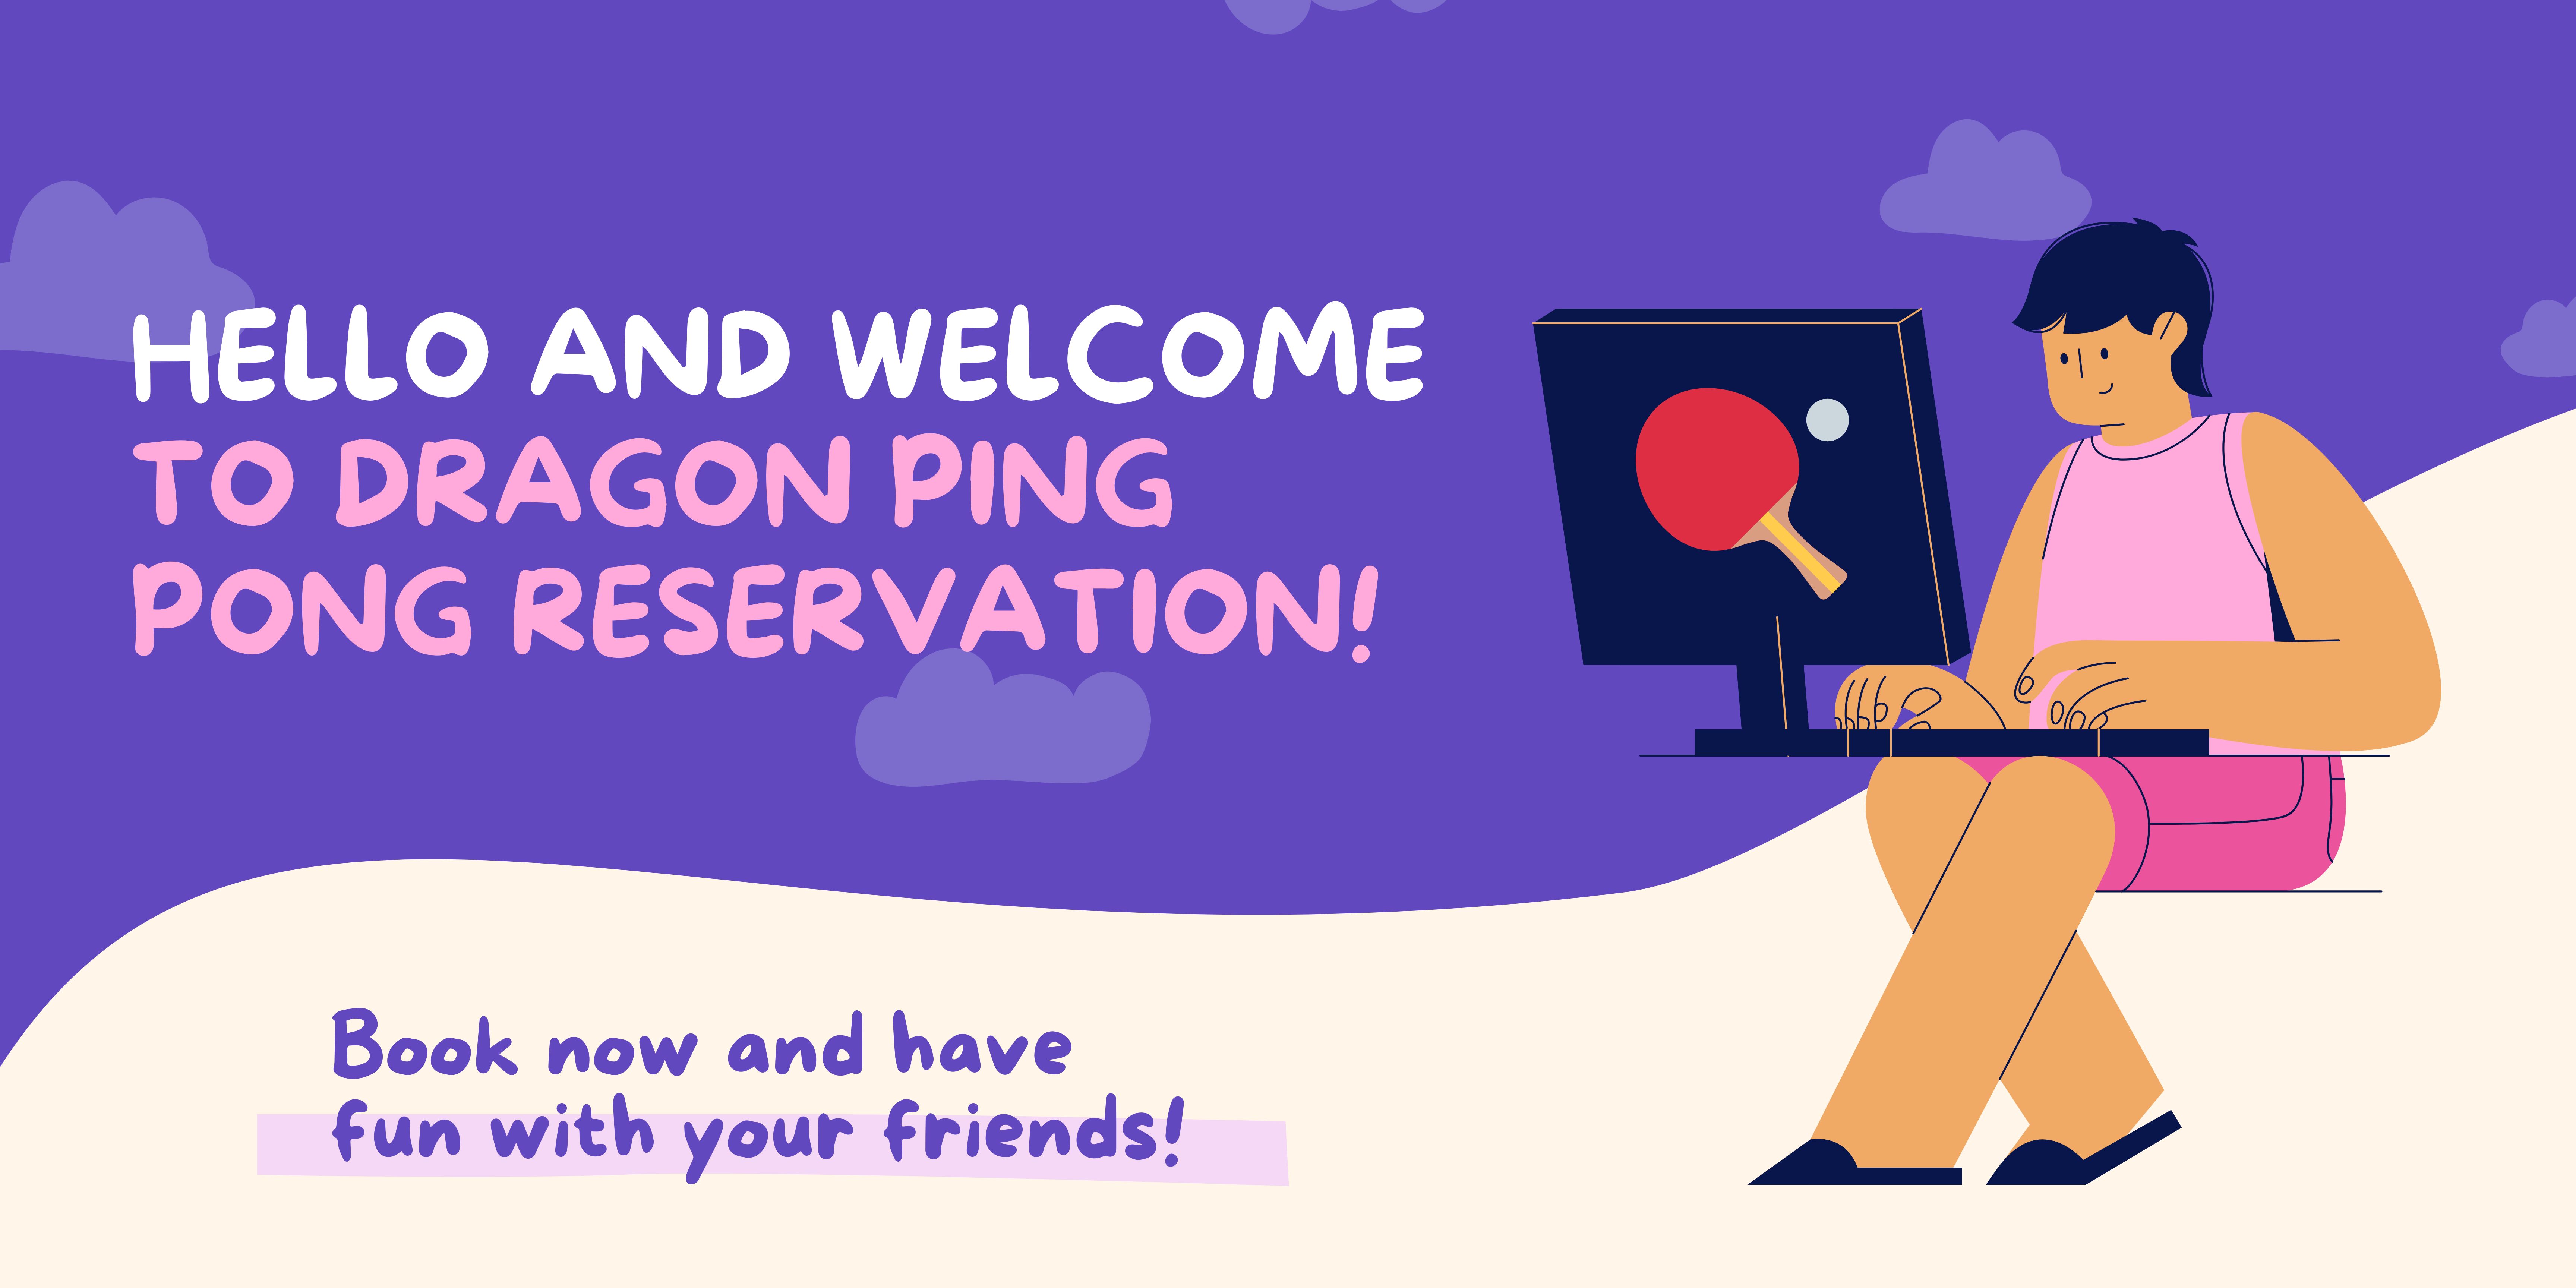 HELLO AND WELCOME
TO DRAGON PING
PONG RESERVATION!
Book now and have
fun with your friends!